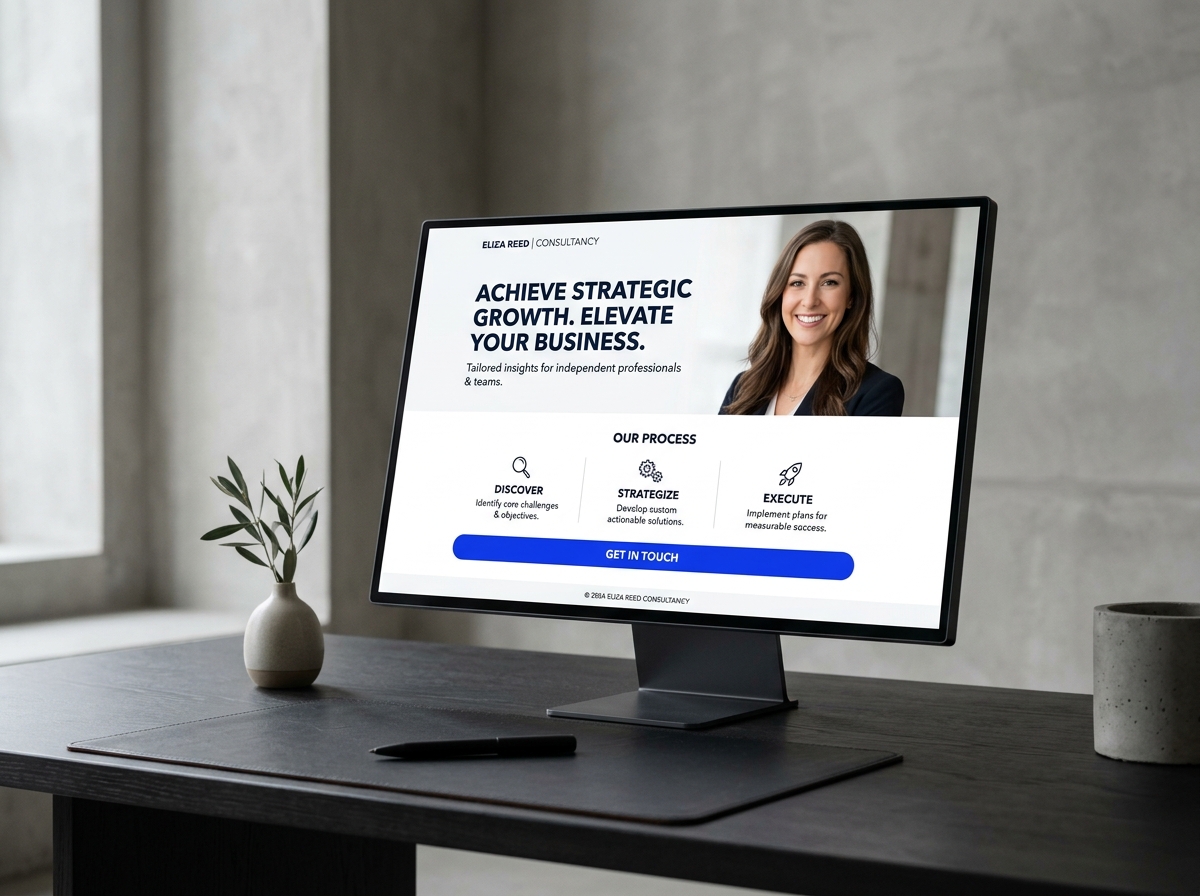 ELIZA REED | CONSULTANCY
ACHIEVE STRATEGIC
GROWTH. ELEVATE
YOUR BUSINESS.
Tailored insights for independent professionals
& teams.
OUR PROCESS
DISCOVER
Identify core challenges
& objectives.
STRATEGIZE
Develop custom
actionable solutions.
EXECUTE
Implement plans for
measurable success.
GET IN TOUCH
© ELIZA REED CONSULTANCY